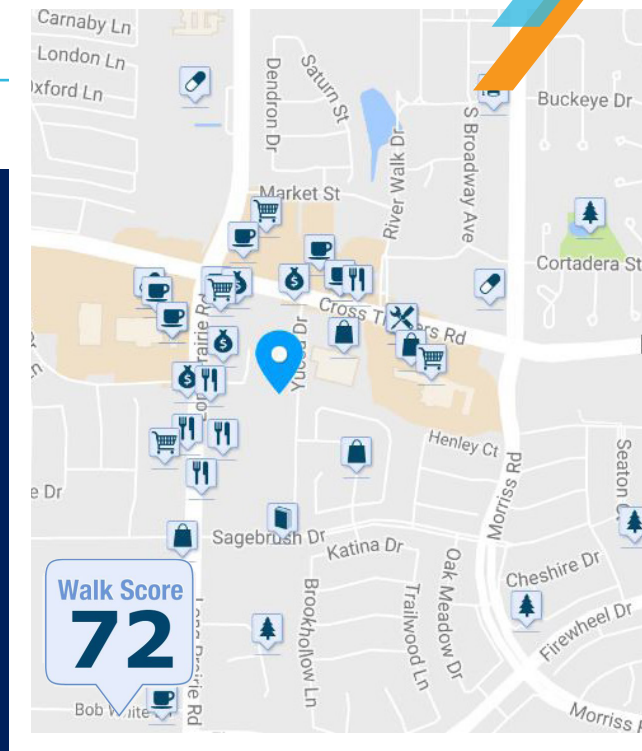 Carnaby Ln
London Ln
Oxford Ln
Dendron Dr
Saturn St
Buckeye Dr
S Broadway Ave
River Walk Dr
Market St
Cortadera St
Cross Rd
Yucca Dr
Henley Ct
Morriss Rd
Seaton
e Dr
Sagebrush Dr
Katina Dr
Oak Meadow Dr
Cheshire Dr
Firewheel Dr
Trailwood Ln
Brookhollow Ln
Long Prairie Rd
Morriss
Walk Score
72
Bob White